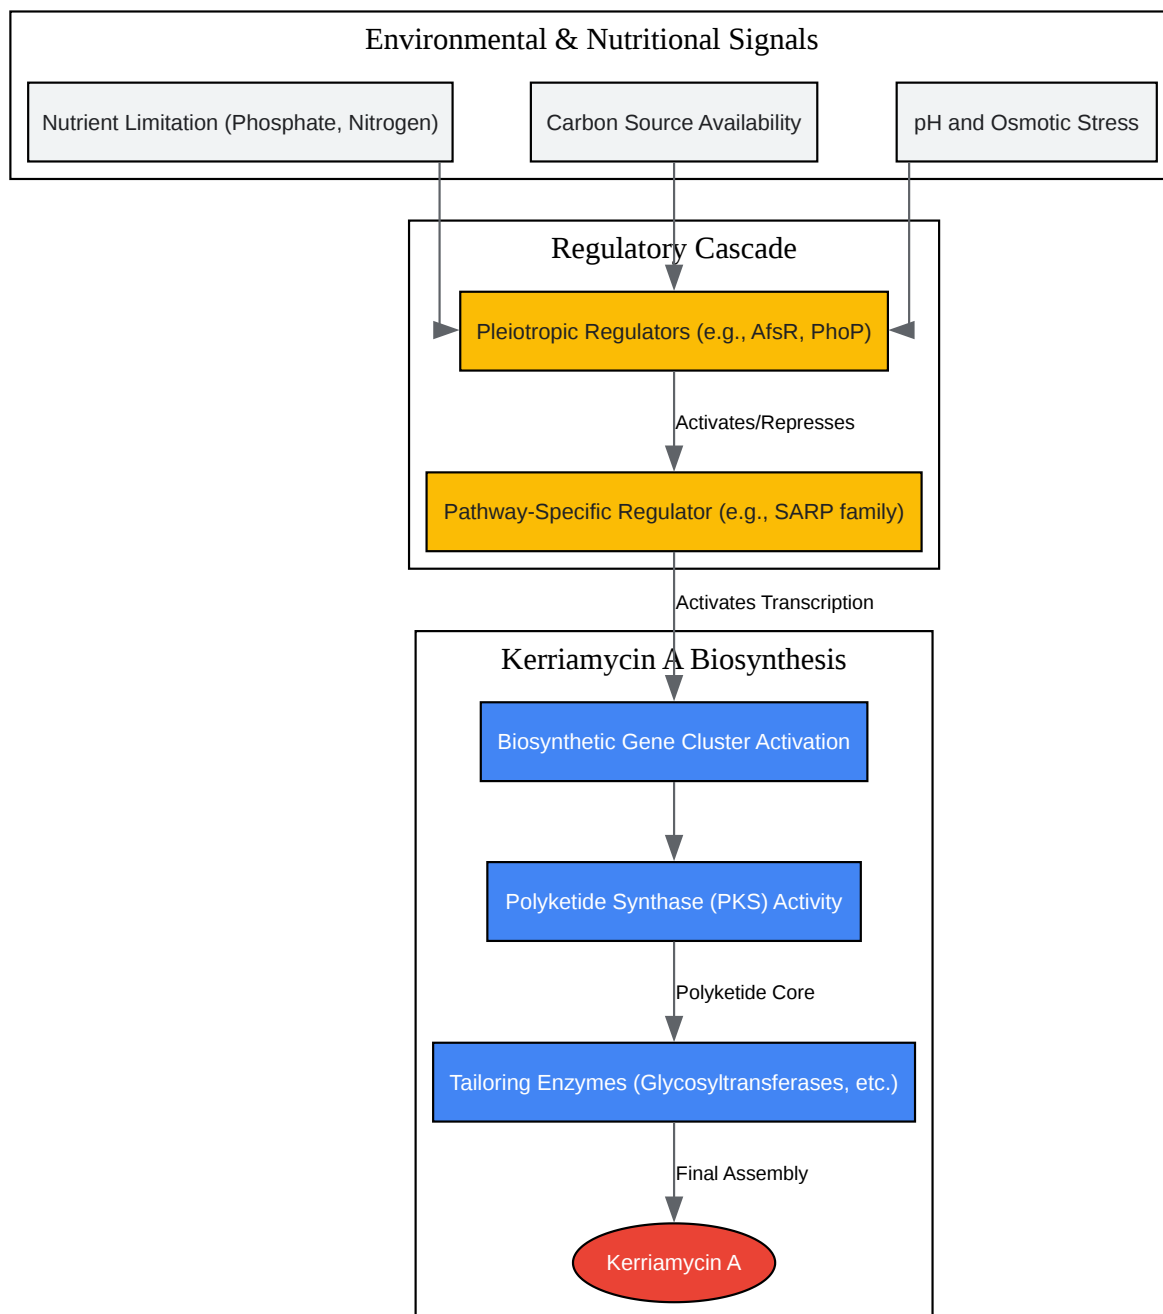 Environmental & Nutritional Signals
Nutrient Limitation (Phosphate, Nitrogen)
Carbon Source Availability
pH and Osmotic Stress
Regulatory Cascade
Pleiotropic Regulators (e.g., AfsR, PhoP)
Activates/Represses
Pathway-Specific Regulator (e.g., SARP family)
Activates Transcription
Kerriamycin A Biosynthesis
Biosynthetic Gene Cluster Activation
Polyketide Synthase (PKS) Activity
Polyketide Core
Tailoring Enzymes (Glycosyltransferases, etc.)
Final Assembly
Kerriamycin A